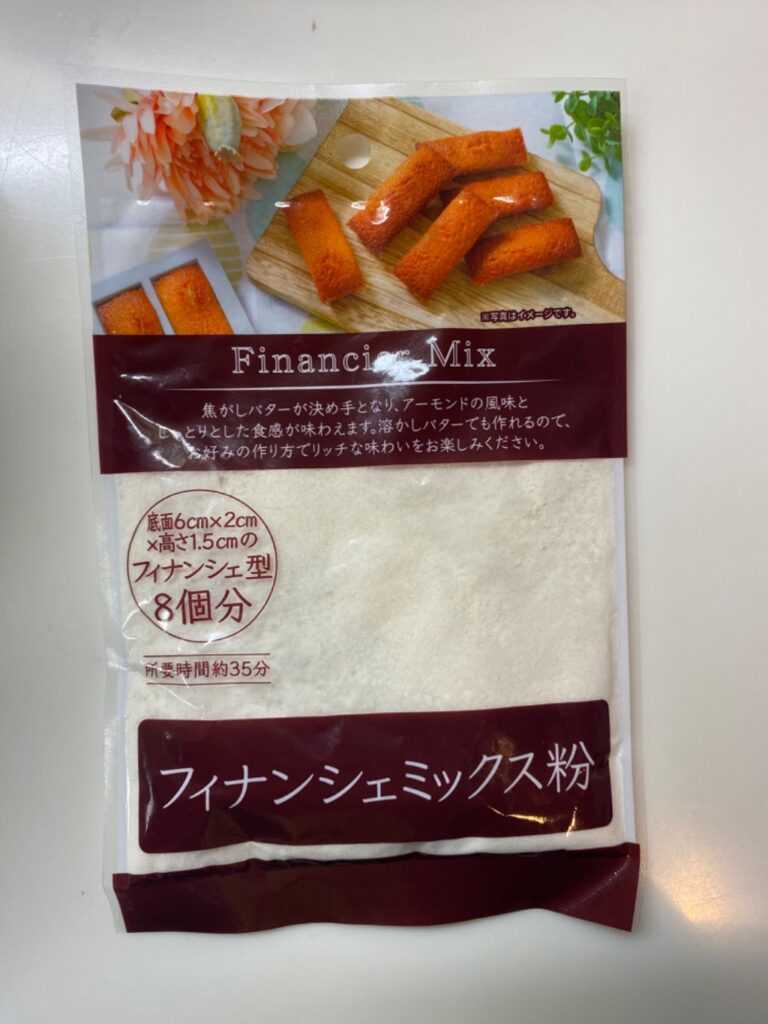 ※写真はイメージです。
Financier Mix
焦がしバターが決め手となり、アーモンドの風味と
しっとりとした食感が味わえます。溶かしバターでも作れるので、
お好みの作り方でリッチな味わいをお楽しみください。
底面6cm×2cm
×高さ1.5cmの
フィナンシェ型
8個分
所要時間約35分
フィナンシェミックス粉